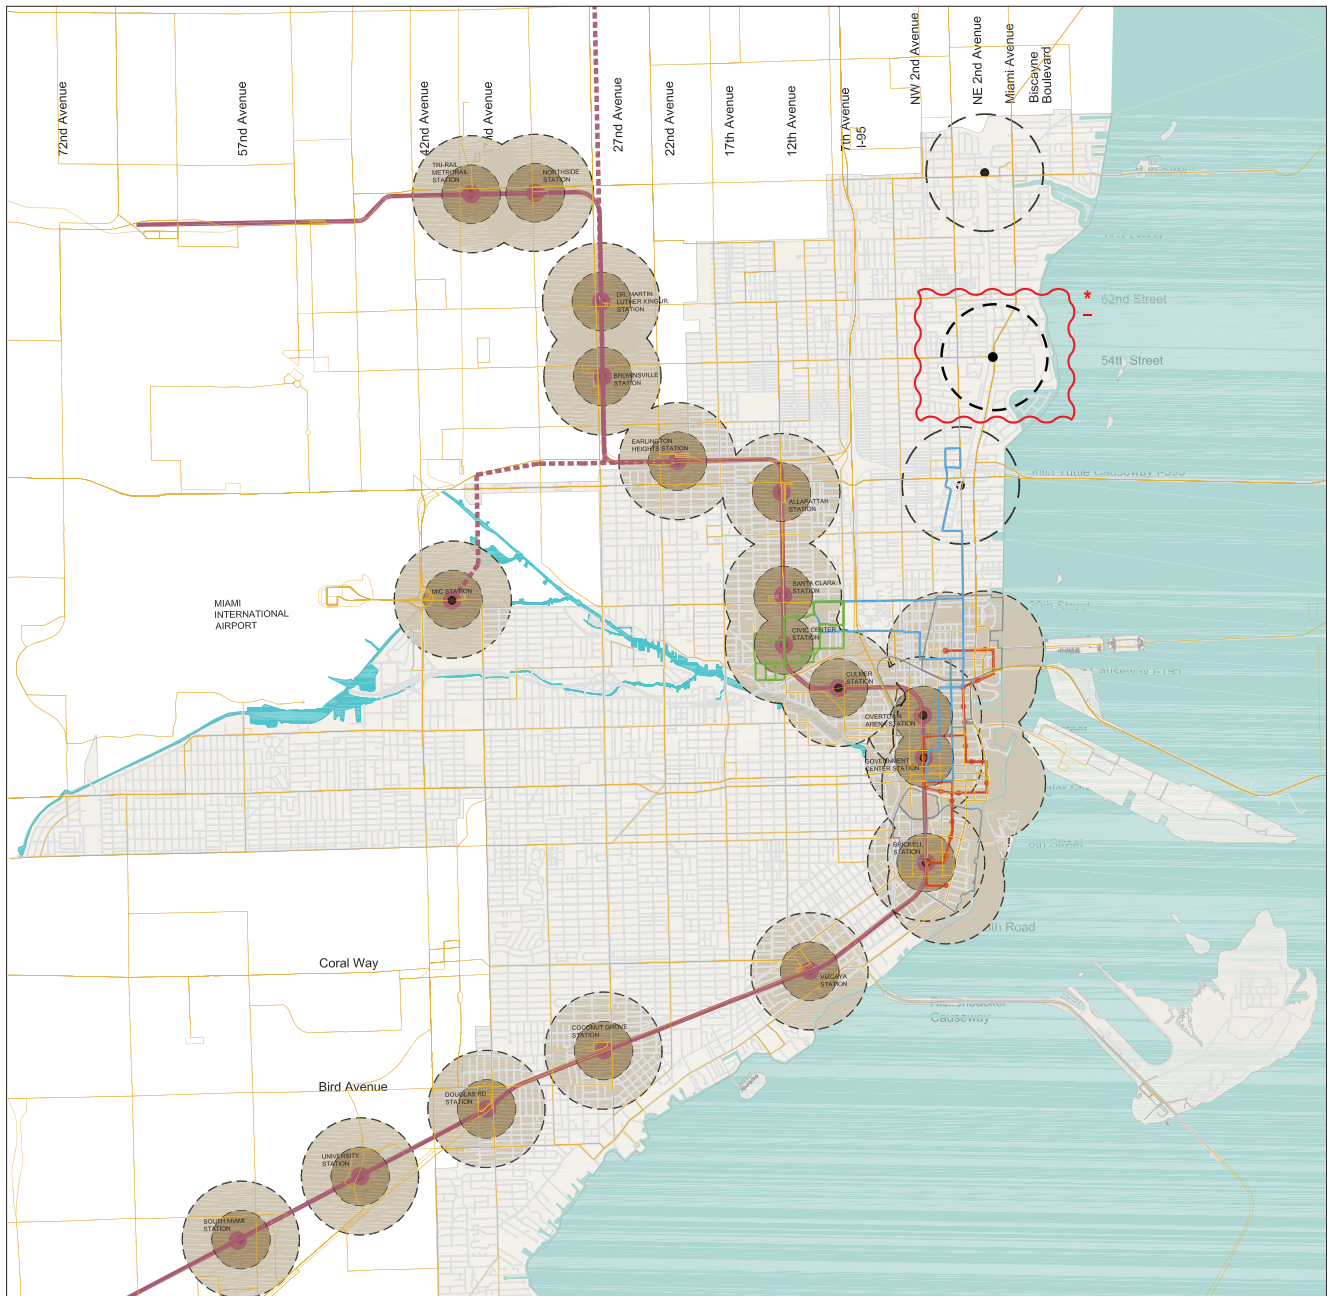 72nd Avenue
57nd Avenue
42nd Avenue
27nd Avenue
22nd Avenue
17th Avenue
12th Avenue
7th Avenue
I-95
NW 2nd Avenue
NE 2nd Avenue
Miami Avenue
Biscayne
Boulevard
TRI-RAIL
METRORAIL
STATION
NORTHSIDE
STATION
DR. MARTIN
LUTHER KING JR.
STATION
*
62nd Street
54th Street
BROWNSVILLE
STATION
EARLINGTON
HEIGHTS STATION
ALLAPATTAH
STATION
MIC STATION
SANTA CLARA
STATION
MIAMI
INTERNATIONAL
AIRPORT
CIVIC CENTER
STATION
CULMER
STATION
OVERTOWN
ARENA STATION
GOVERNMENT
CENTER STATION
BRICKELL
STATION
Road
Coral Way
VIZCAYA
STATION
Causeway
COCONUT GROVE
STATION
Bird Avenue
DOUGLAS RD
STATION
UNIVERSITY
STATION
SOUTH MIAMI
STATION